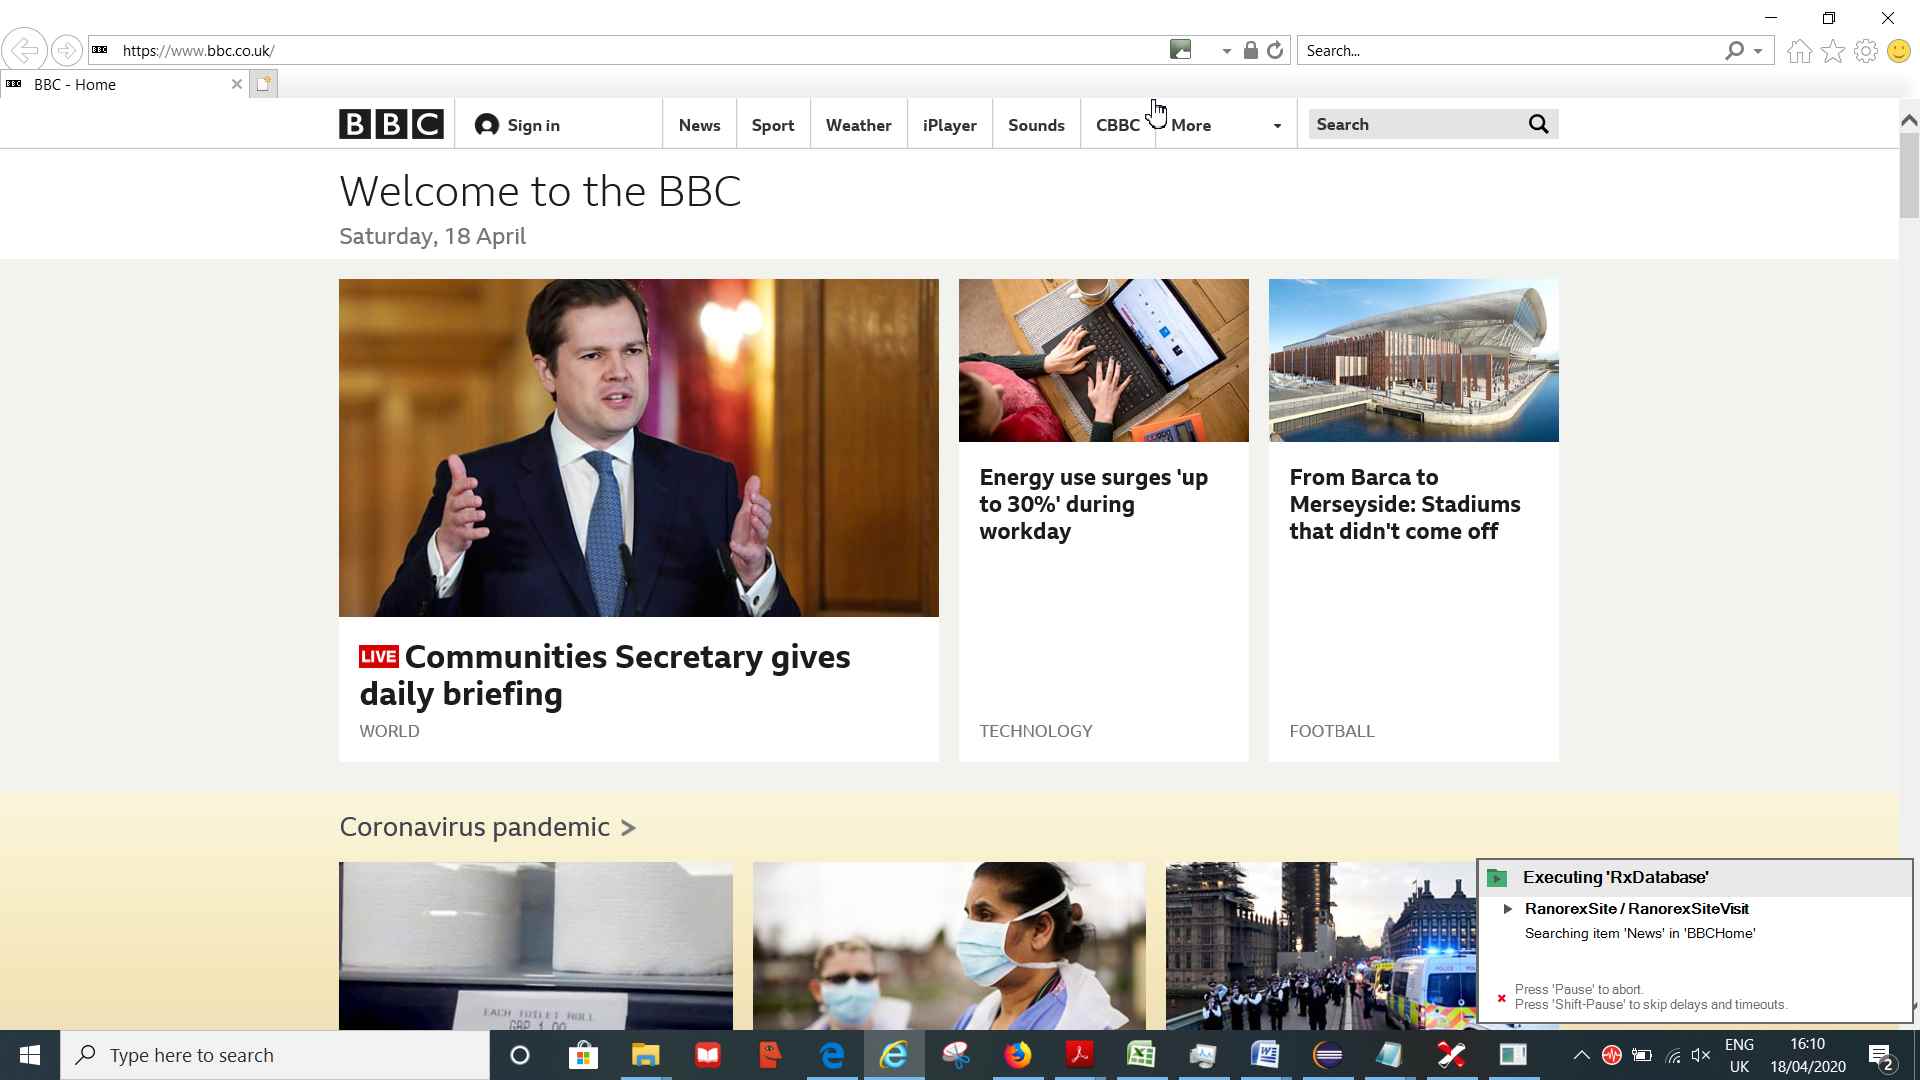 BBC https://www.bbc.co.uk/
Search...
BBC BBC - Home
BBC
Sign in
News
Sport
Weather
iPlayer
Sounds
CBBC
More
Search
Welcome to the BBC
Saturday, 18 April
LIVE Communities Secretary gives
daily briefing
WORLD
Energy use surges 'up
to 30%' during
workday
TECHNOLOGY
From Barca to
Merseyside: Stadiums
that didn't come off
FOOTBALL
Coronavirus pandemic >
EACH TOILET ROLL
GBP 1.00
POLICE
Executing 'RxDatabase'
RanorexSite / RanorexSiteVisit
Searching item 'News' in 'BBCHome'
Press 'Pause' to abort.
Press 'Shift-Pause' to skip delays and timeouts.
Type here to search
ENG
UK
16:10
18/04/2020
2